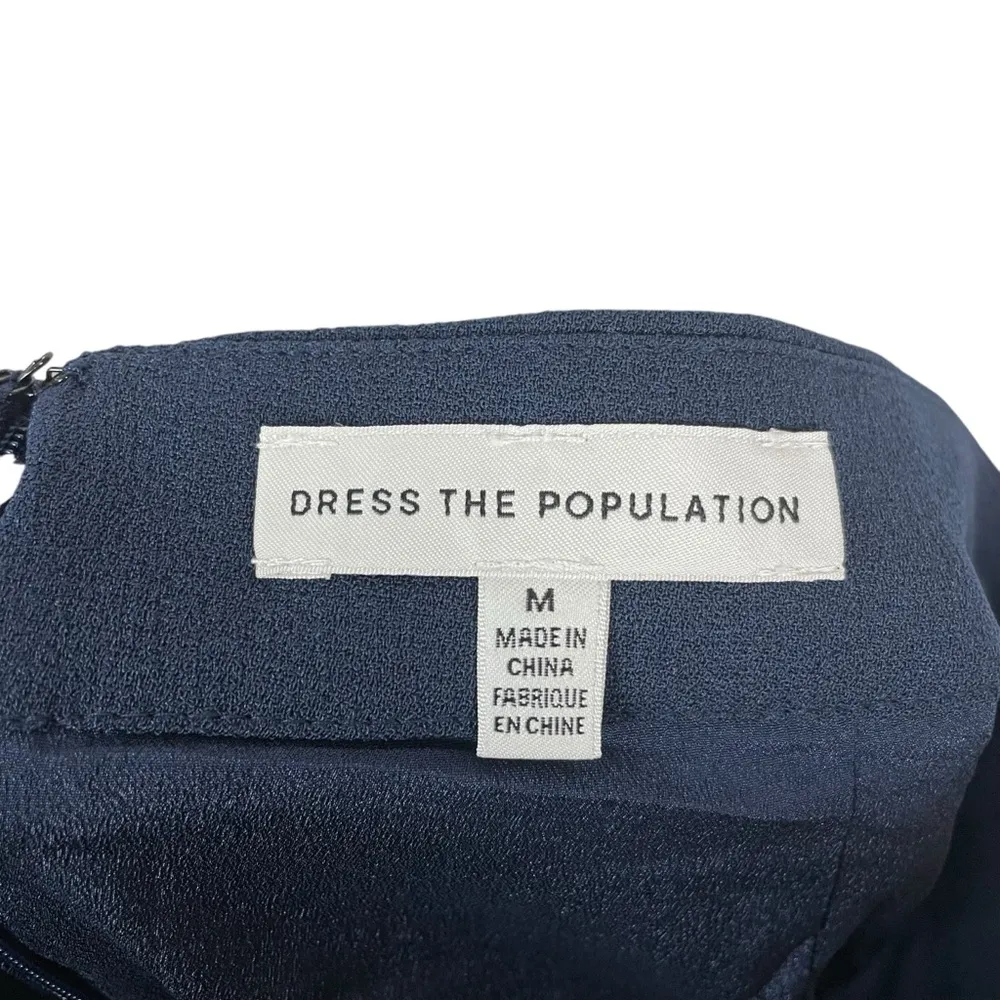 DRESS THE POPULATION
M
MADE IN
CHINA
FABRIQUE
EN CHINE